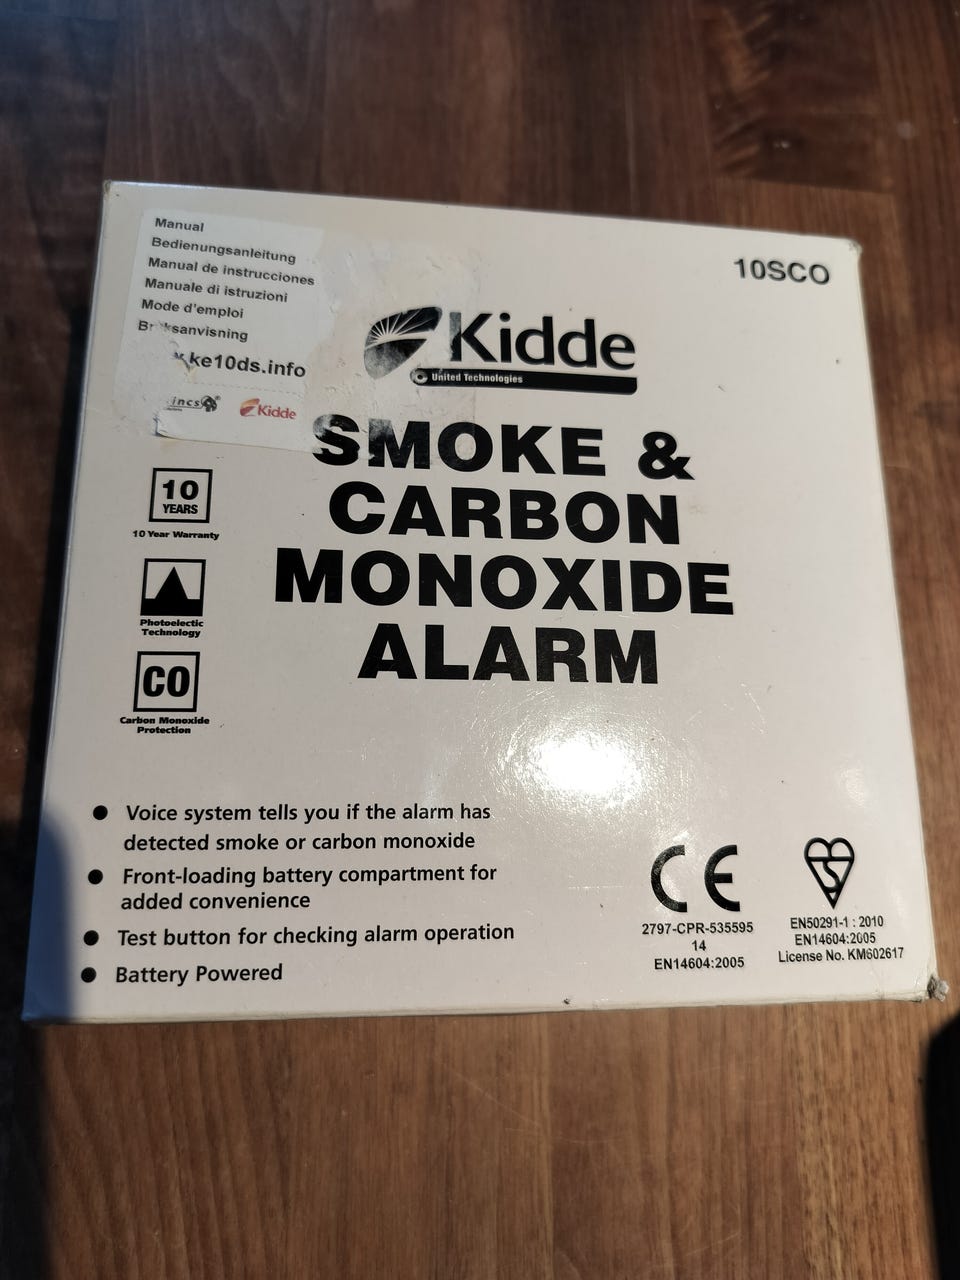 Manual
Bedienungsanleitung
Manual de instrucciones
Manuale di istruzioni
Mode d'emploi
ke10ds.info
Kidde
10SCO
Kidde
United Technologies
SMOKE &
CARBON
MONOXIDE
ALARM
10
YEARS
10 Year Warranty
Photoelectic
Technology
CO
Carbon Monoxide
Protection
● Voice system tells you if the alarm has
detected smoke or carbon monoxide
● Front-loading battery compartment for
added convenience
● Test button for checking alarm operation
● Battery Powered
CE
2797-CPR-535595
14
EN14604:2005
EN50291-1 : 2010
EN14604:2005
License No. KM602617